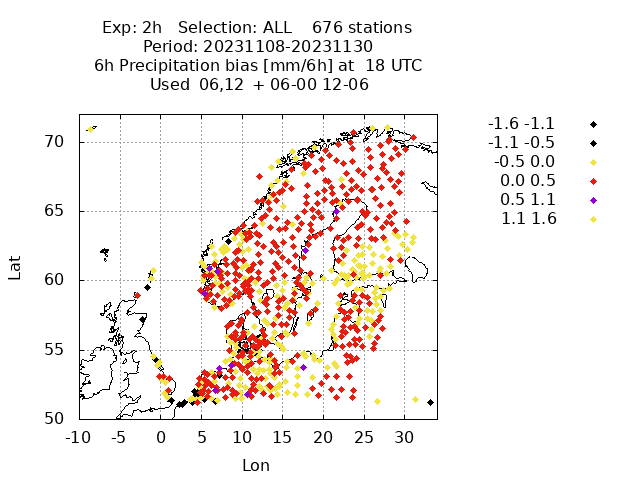 Exp: 2h   Selection: ALL    676 stations
Period: 20231108-20231130
6h Precipitation bias [mm/6h] at  18 UTC
Used 06,12  + 06-00 12-06
-1.6 -1.1
-1.1 -0.5
-0.5 0.0
0.0 0.5
0.5 1.1
1.1 1.6
Lat
70
65
60
55
50
-10 -5 0 5 10 15 20 25 30
Lon